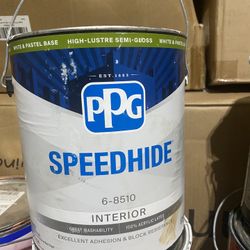 WHITE & PASTEL BASE
HIGH-LUSTRE SEMI-GLOSS
WHITE & PASTEL BASE
EST. 1883
PPG
SPEEDHIDE
6-8510
INTERIOR
GREAT WASHABILITY
100% ACRYLIC LATEX
EXCELLENT ADHESION & BLOCK RESISTANCE